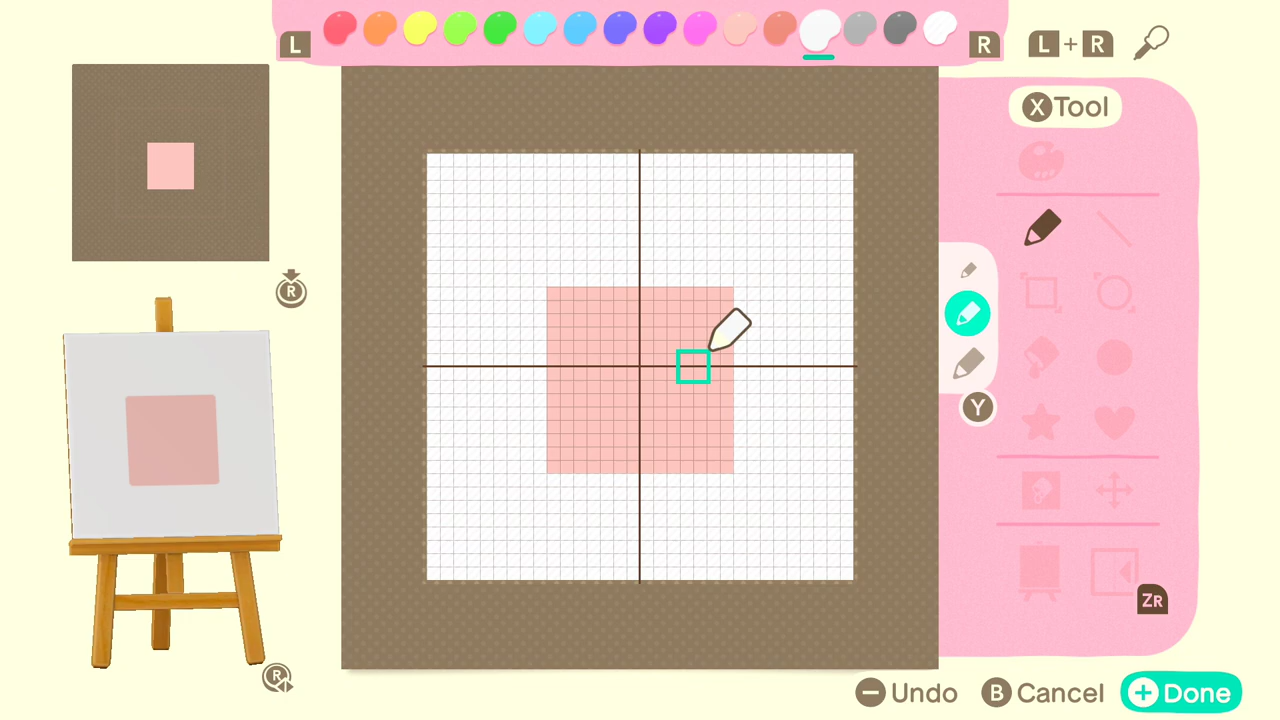 L
R
L + R
X Tool
R
Y
ZR
R
− Undo
B Cancel
+ Done